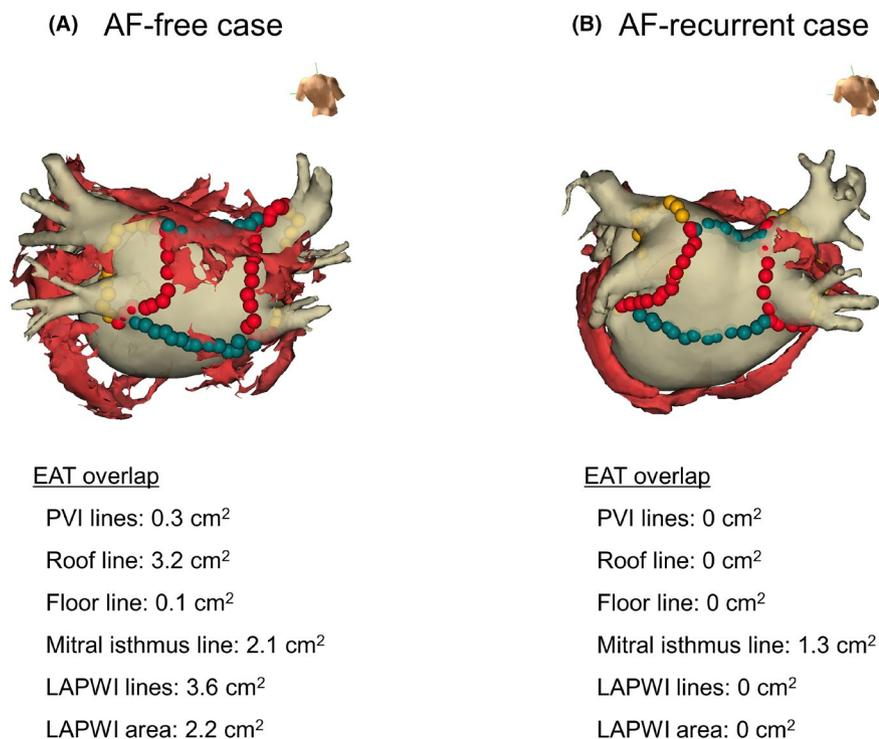 (A) AF-free case
(B) AF-recurrent case
EAT overlap
PVI lines: 0.3 cm²
Roof line: 3.2 cm²
Floor line: 0.1 cm²
Mitral isthmus line: 2.1 cm²
LAPWI lines: 3.6 cm²
LAPWI area: 2.2 cm²
EAT overlap
PVI lines: 0 cm²
Roof line: 0 cm²
Floor line: 0 cm²
Mitral isthmus line: 1.3 cm²
LAPWI lines: 0 cm²
LAPWI area: 0 cm²